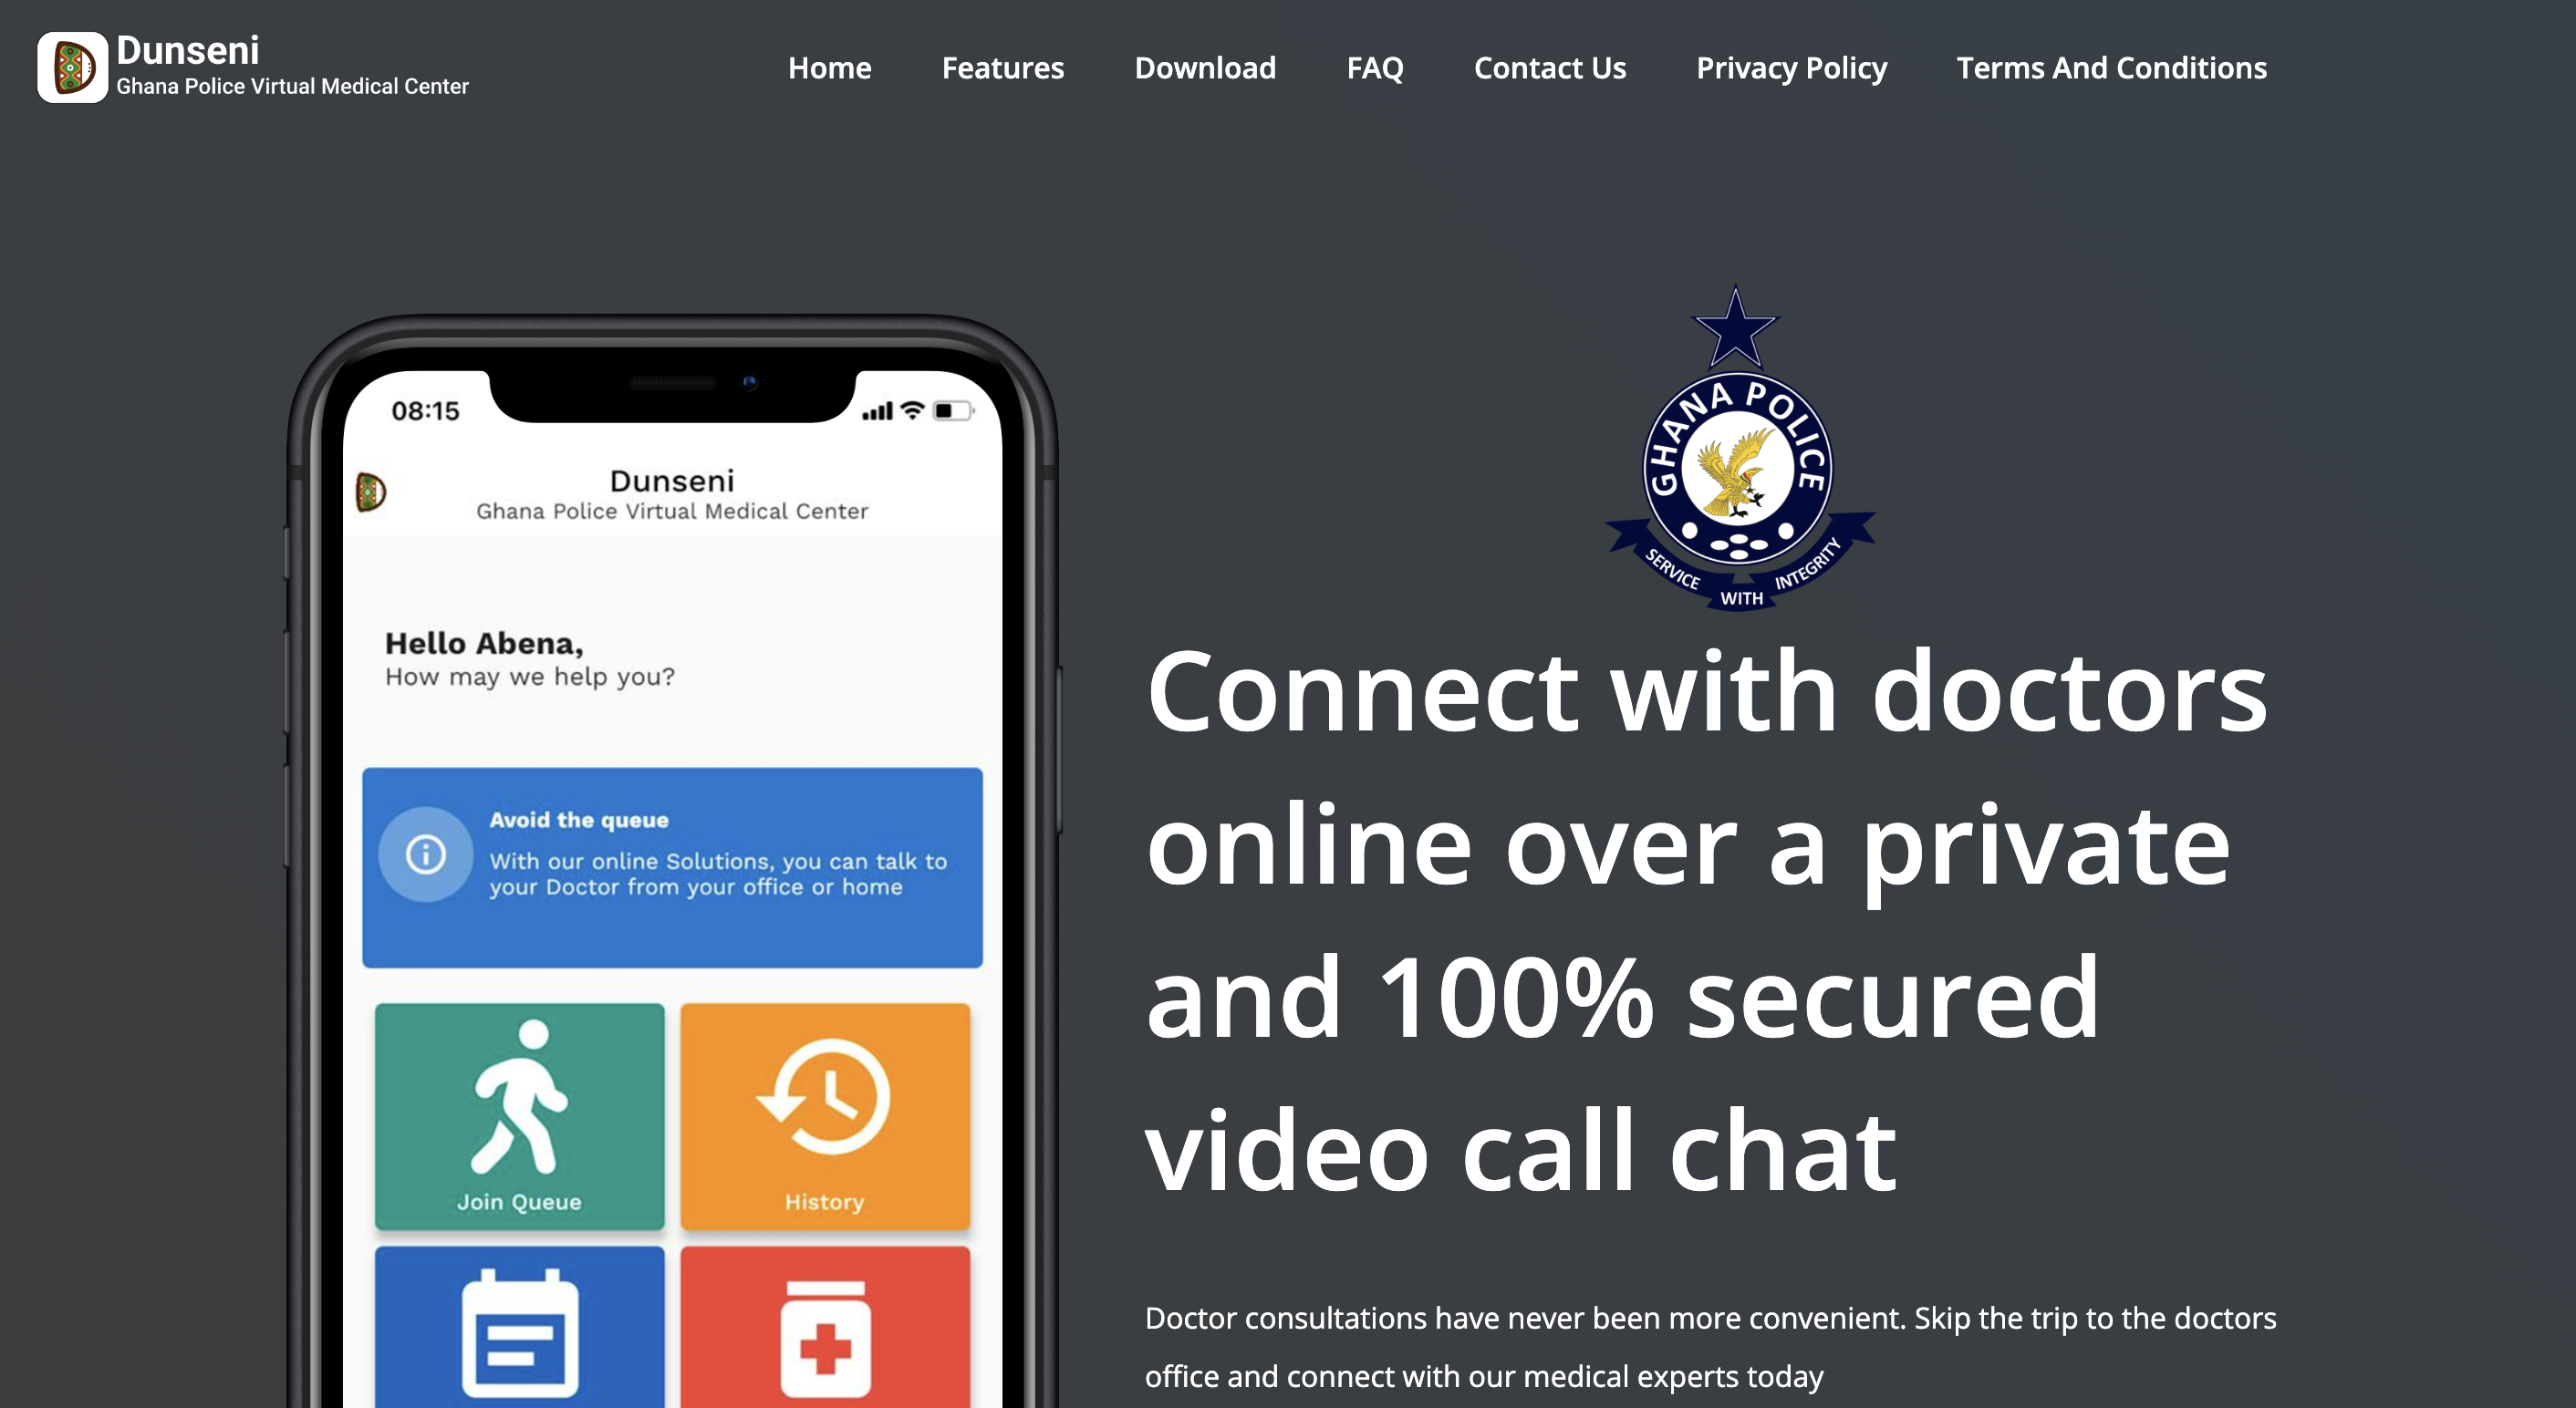 Dunseni
Ghana Police Virtual Medical Center
Home
Features
Download
FAQ
Contact Us
Privacy Policy
Terms And Conditions
08:15
Dunseni
Ghana Police Virtual Medical Center
Hello Abena,
How may we help you?
Avoid the queue
With our online Solutions, you can talk to
your Doctor from your office or home
Join Queue
History
GHANA POLICE
SERVICE WITH INTEGRITY
Connect with doctors
online over a private
and 100% secured
video call chat
Doctor consultations have never been more convenient. Skip the trip to the doctors
office and connect with our medical experts today